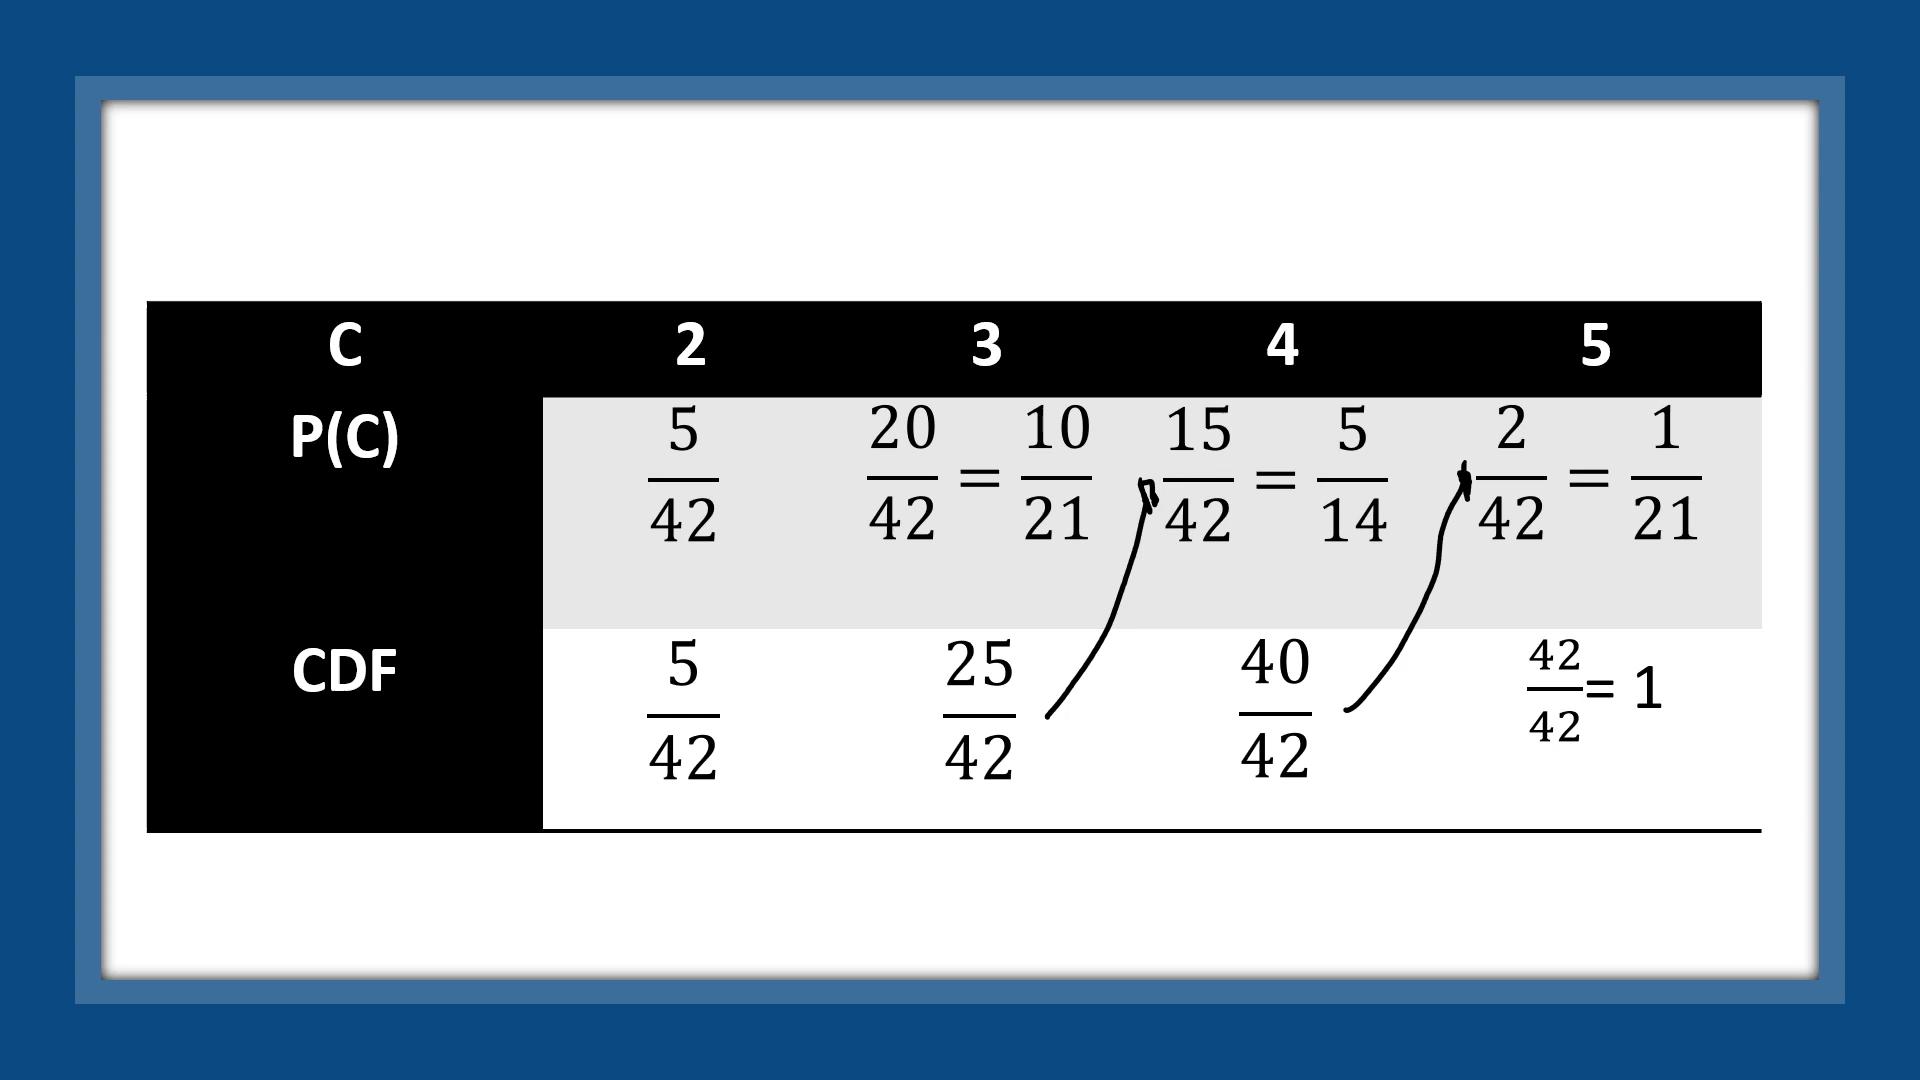 C 2 3 4 5
P(C) 5/42 20/42 = 10/21 15/42 = 5/14 2/42 = 1/21
CDF 5/42 25/42 40/42 42/42 = 1